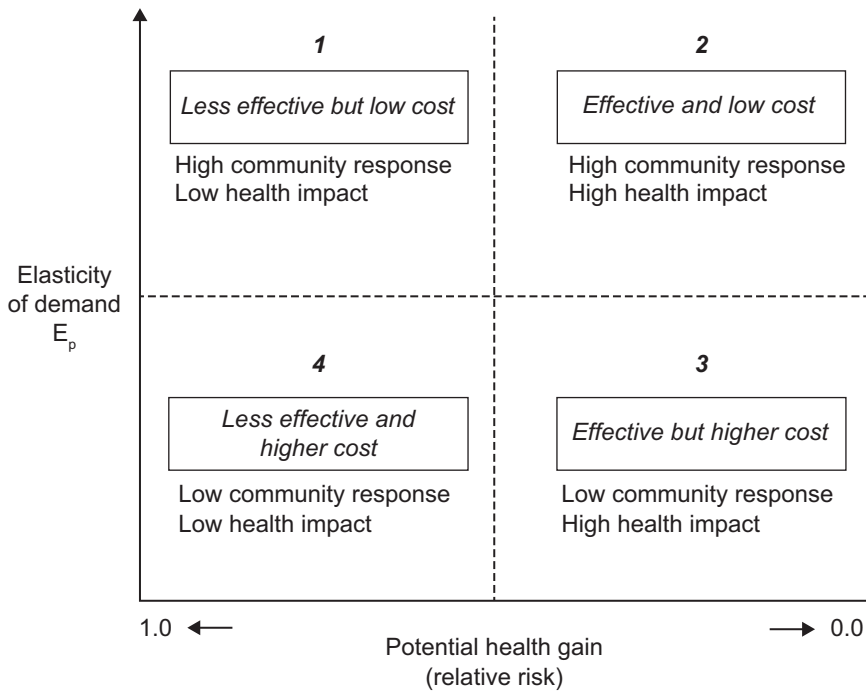 1
Less effective but low cost
High community response
Low health impact
2
Effective and low cost
High community response
High health impact
Elasticity
of demand
Ep
4
Less effective and
higher cost
Low community response
Low health impact
3
Effective but higher cost
Low community response
High health impact
1.0
0.0
Potential health gain
(relative risk)